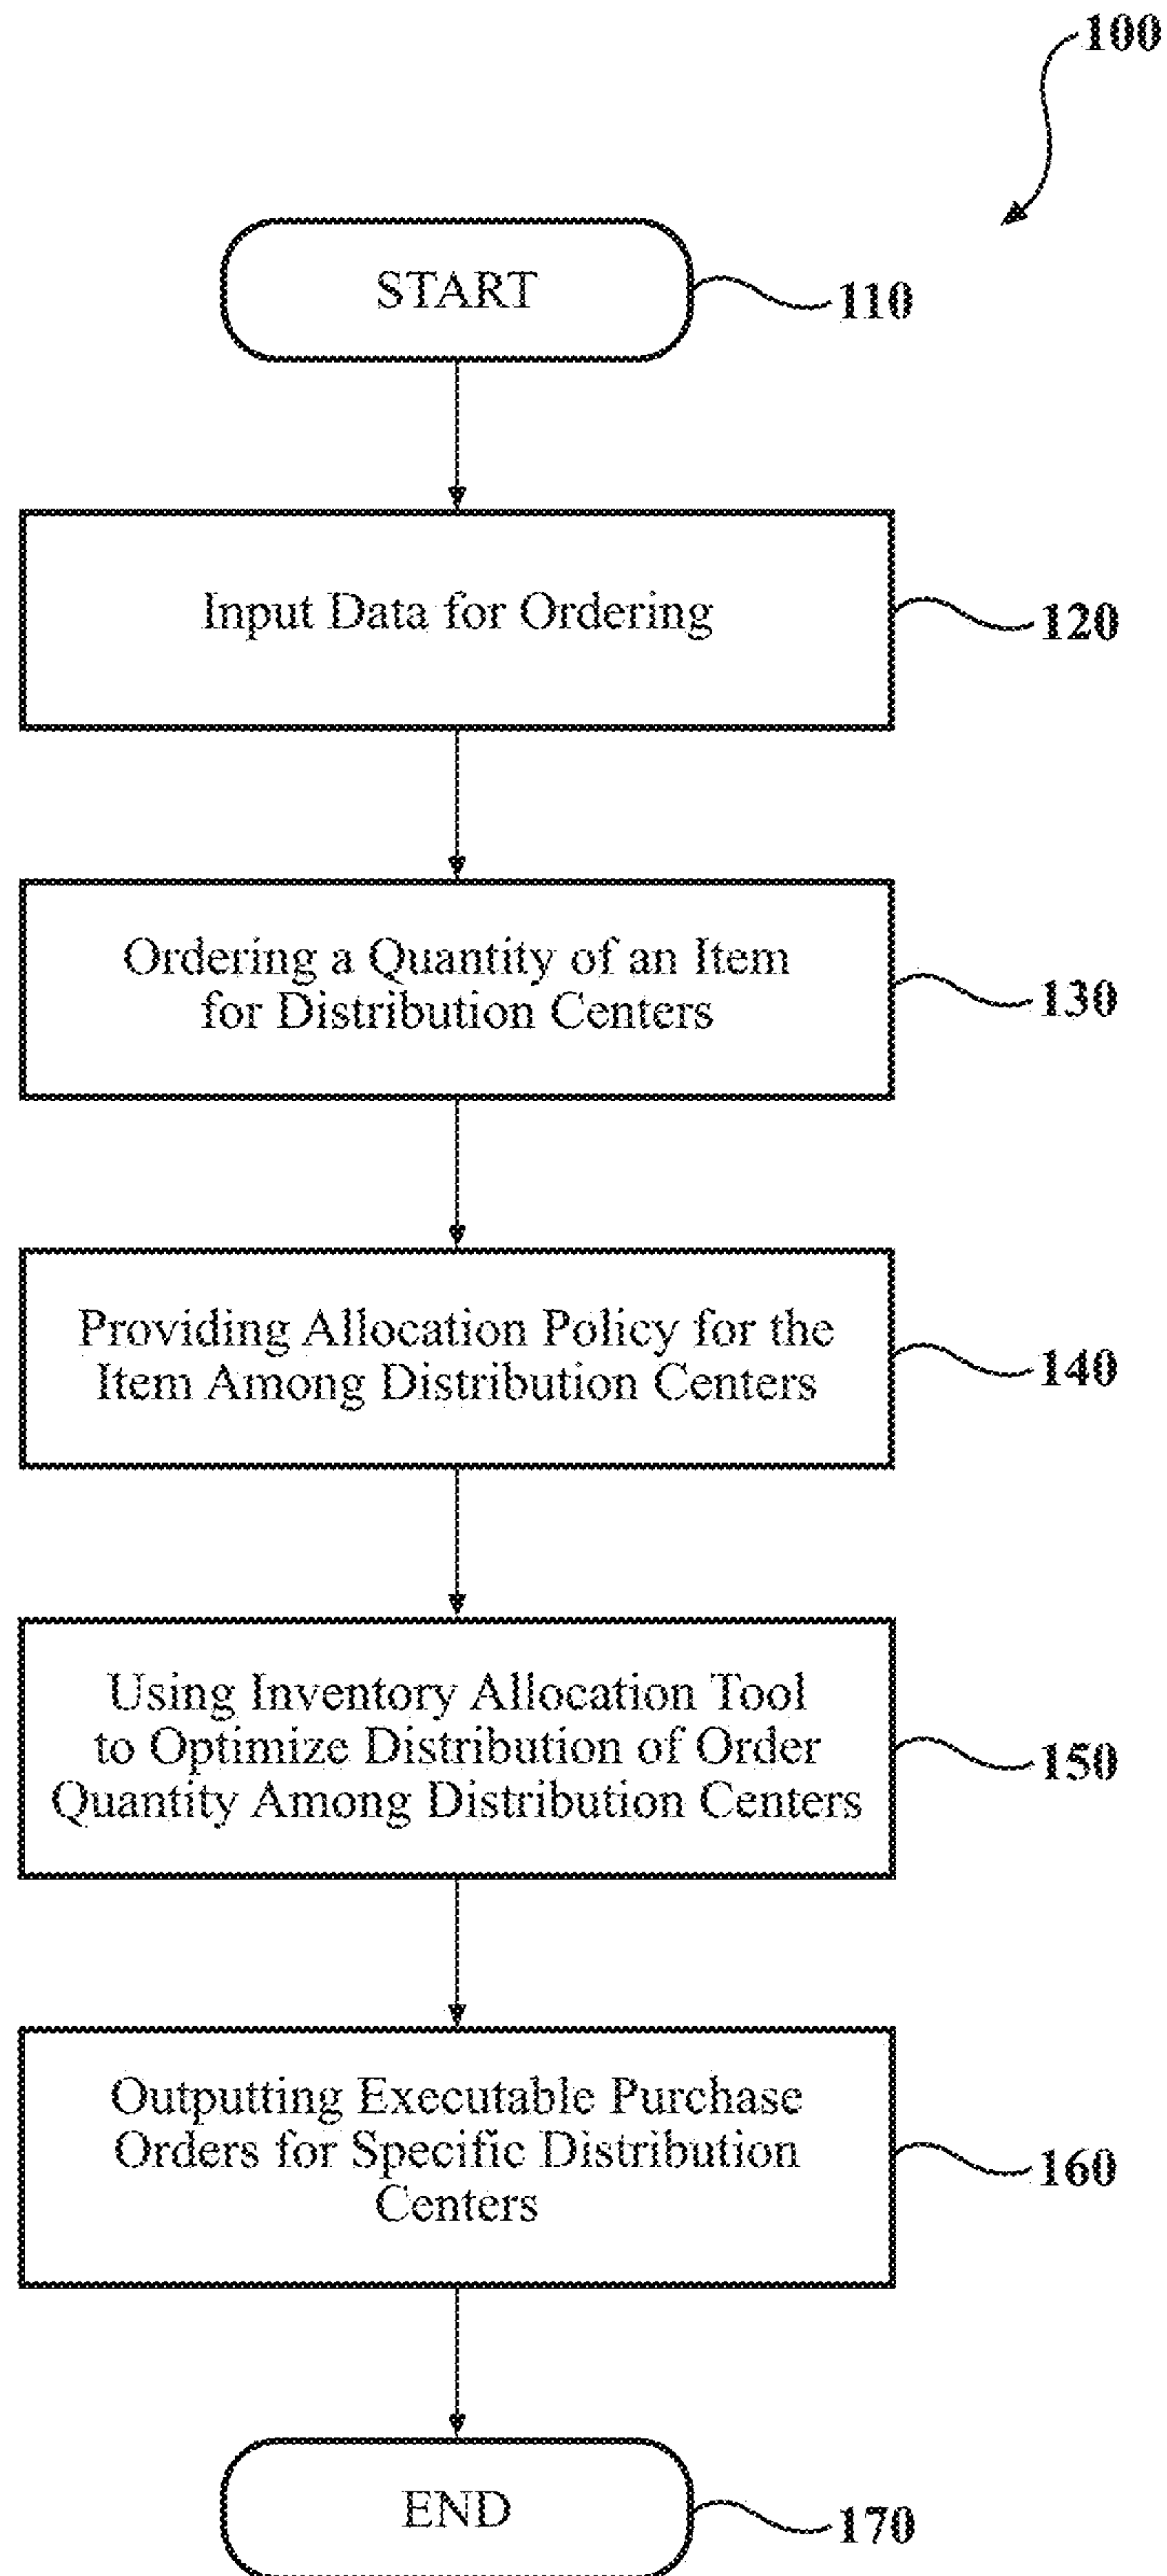 100
START
110
Input Data for Ordering
120
Ordering a Quantity of an Item
for Distribution Centers
130
Providing Allocation Policy for the
Item Among Distribution Centers
140
Using Inventory Allocation Tool
to Optimize Distribution of Order
Quantity Among Distribution Centers
150
Outputting Executable Purchase
Orders for Specific Distribution
Centers
160
END
170